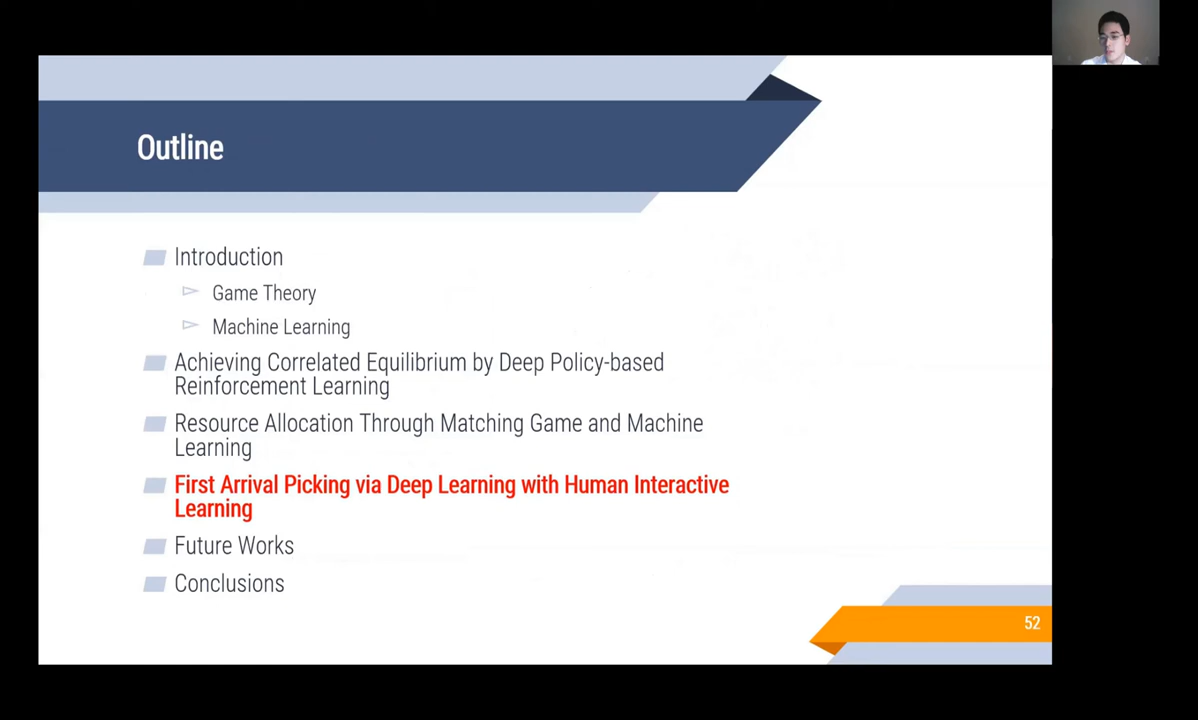 Outline
Introduction
Game Theory
Machine Learning
Achieving Correlated Equilibrium by Deep Policy-based
Reinforcement Learning
Resource Allocation Through Matching Game and Machine
Learning
First Arrival Picking via Deep Learning with Human Interactive
Learning
Future Works
Conclusions
52